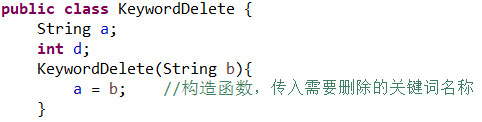 public class KeywordDelete {
    String a;
    int d;
    KeywordDelete(String b){
        a = b;    //构造函数，传入需要删除的关键词名称
    }